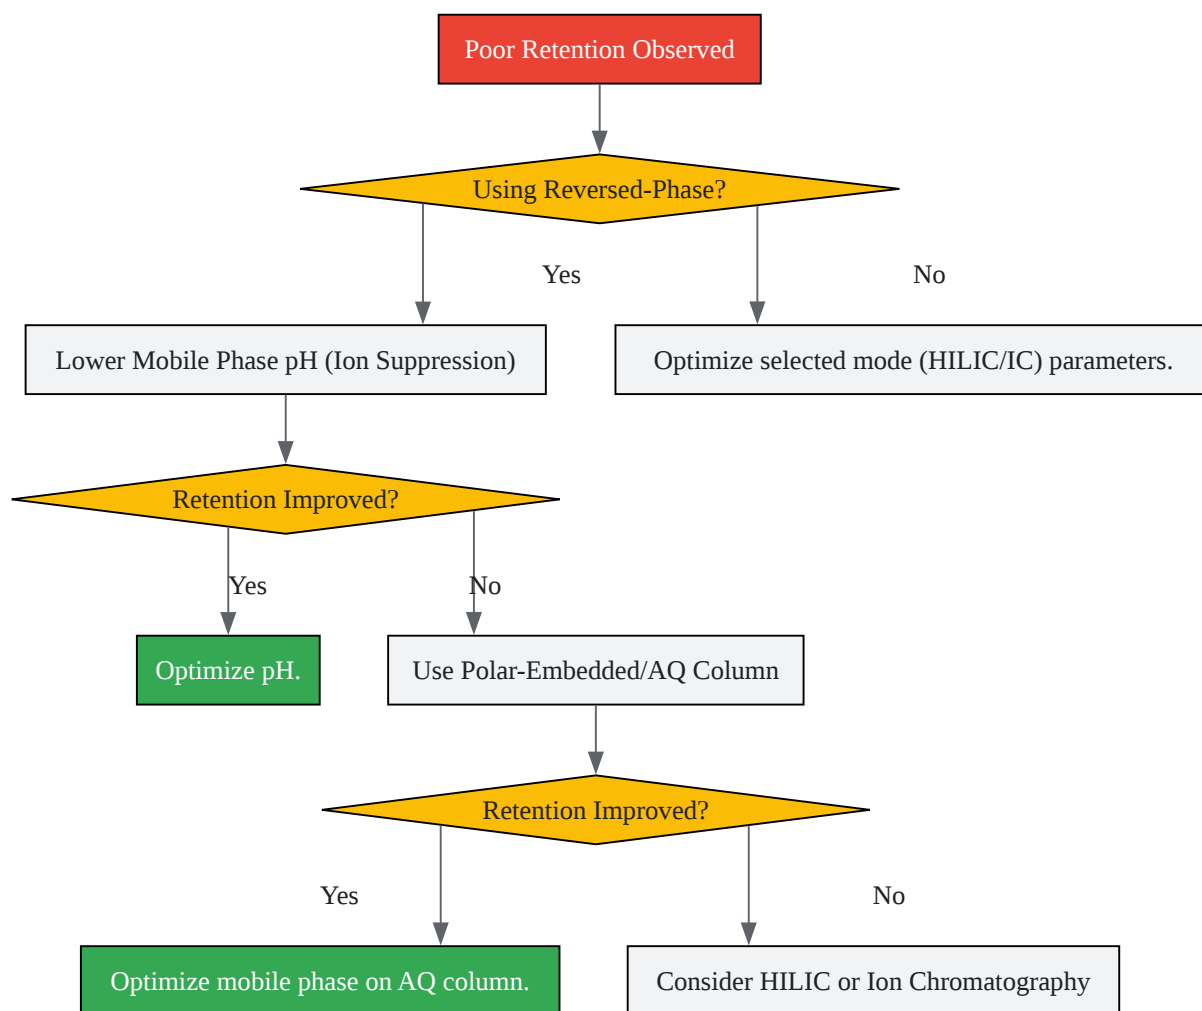 Poor Retention Observed
Using Reversed-Phase?
Yes
No
Lower Mobile Phase pH (Ion Suppression)
Optimize selected mode (HILIC/IC) parameters.
Retention Improved?
Yes
No
Optimize pH.
Use Polar-Embedded/AQ Column
Retention Improved?
Yes
No
Optimize mobile phase on AQ column.
Consider HILIC or Ion Chromatography